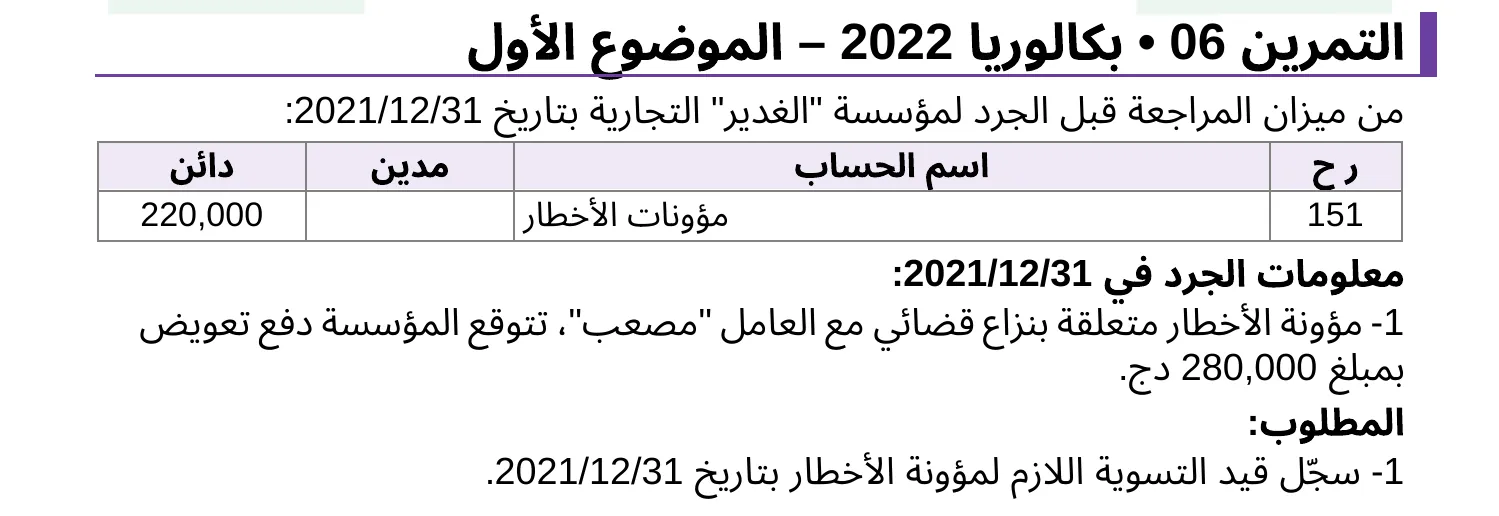 التمرين 06 • بكالوريا 2022 – الموضوع الأول
من ميزان المراجعة قبل الجرد لمؤسسة "الغدير" التجارية بتاريخ 2021/12/31:
ر ح اسم الحساب مدين دائن
151 مؤونات الأخطار 220,000
معلومات الجرد في 2021/12/31:
1- مؤونة الأخطار متعلقة بنزاع قضائي مع العامل "مصعب"، تتوقع المؤسسة دفع تعويض
بمبلغ 280,000 دج.
المطلوب:
1- سجّل قيد التسوية اللازم لمؤونة الأخطار بتاريخ 2021/12/31.